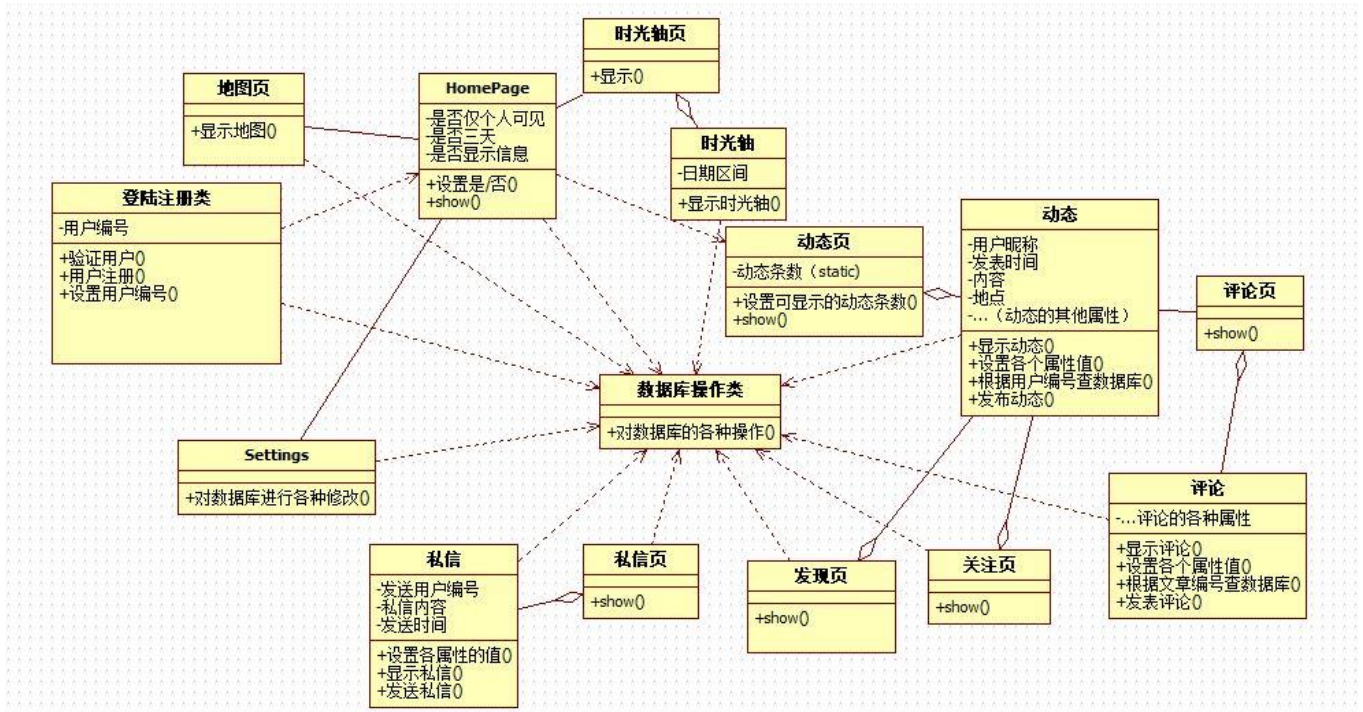 时光轴页
+显示()
地图页
+显示地图()
HomePage
-是否仅个人可见
-是否三天
-是否显示信息
+设置是/否()
+show()
时光轴
-日期区间
+显示时光轴()
登陆注册类
-用户编号
+验证用户()
+用户注册()
+设置用户编号()
动态页
-动态条数（static)
+设置可显示的动态条数()
+show()
动态
-用户昵称
-发表时间
-内容
-地点
-...（动态的其他属性）
+显示动态()
+设置各个属性值()
+根据用户编号查数据库()
+发布动态()
评论页
+show()
数据库操作类
+对数据库的各种操作()
Settings
+对数据库进行各种修改()
评论
-...评论的各种属性
+显示评论()
+设置各个属性值()
+根据文章编号查数据库()
+发表评论()
私信
-发送用户编号
-私信内容
-发送时间
+设置各属性的值()
+显示私信()
+发送私信()
私信页
+show()
发现页
+show()
关注页
+show()